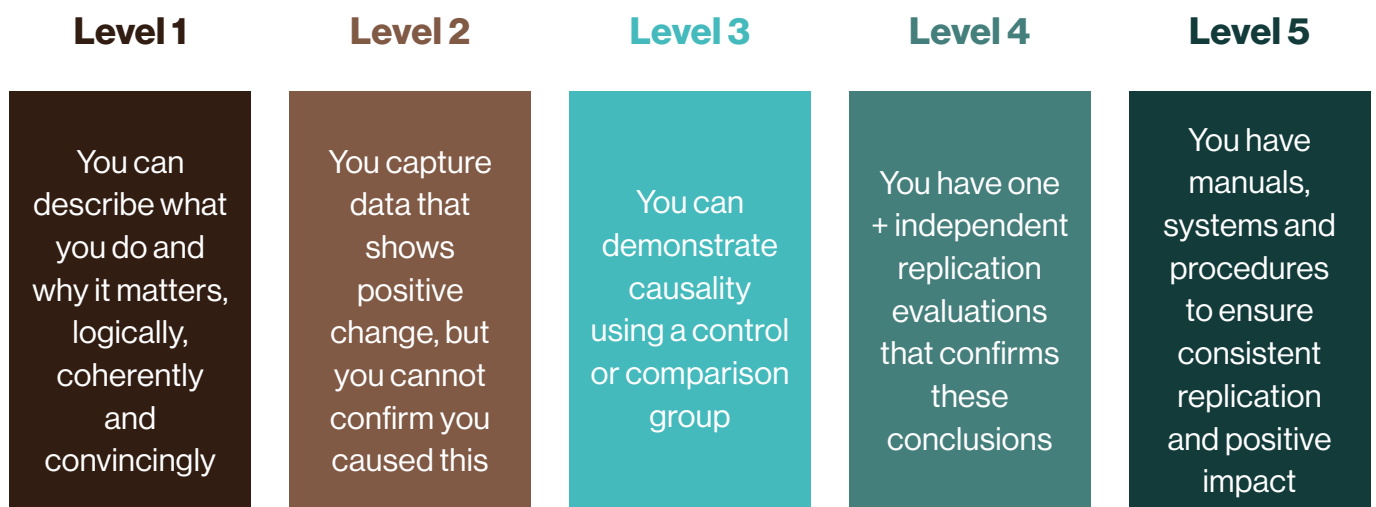 Level 1
You can
describe what
you do and
why it matters,
logically,
coherently
and
convincingly
Level 2
You capture
data that
shows
positive
change, but
you cannot
confirm you
caused this
Level 3
You can
demonstrate
causality
using a control
or comparison
group
Level 4
You have one
+ independent
replication
evaluations
that confirms
these
conclusions
Level 5
You have
manuals,
systems and
procedures
to ensure
consistent
replication
and positive
impact